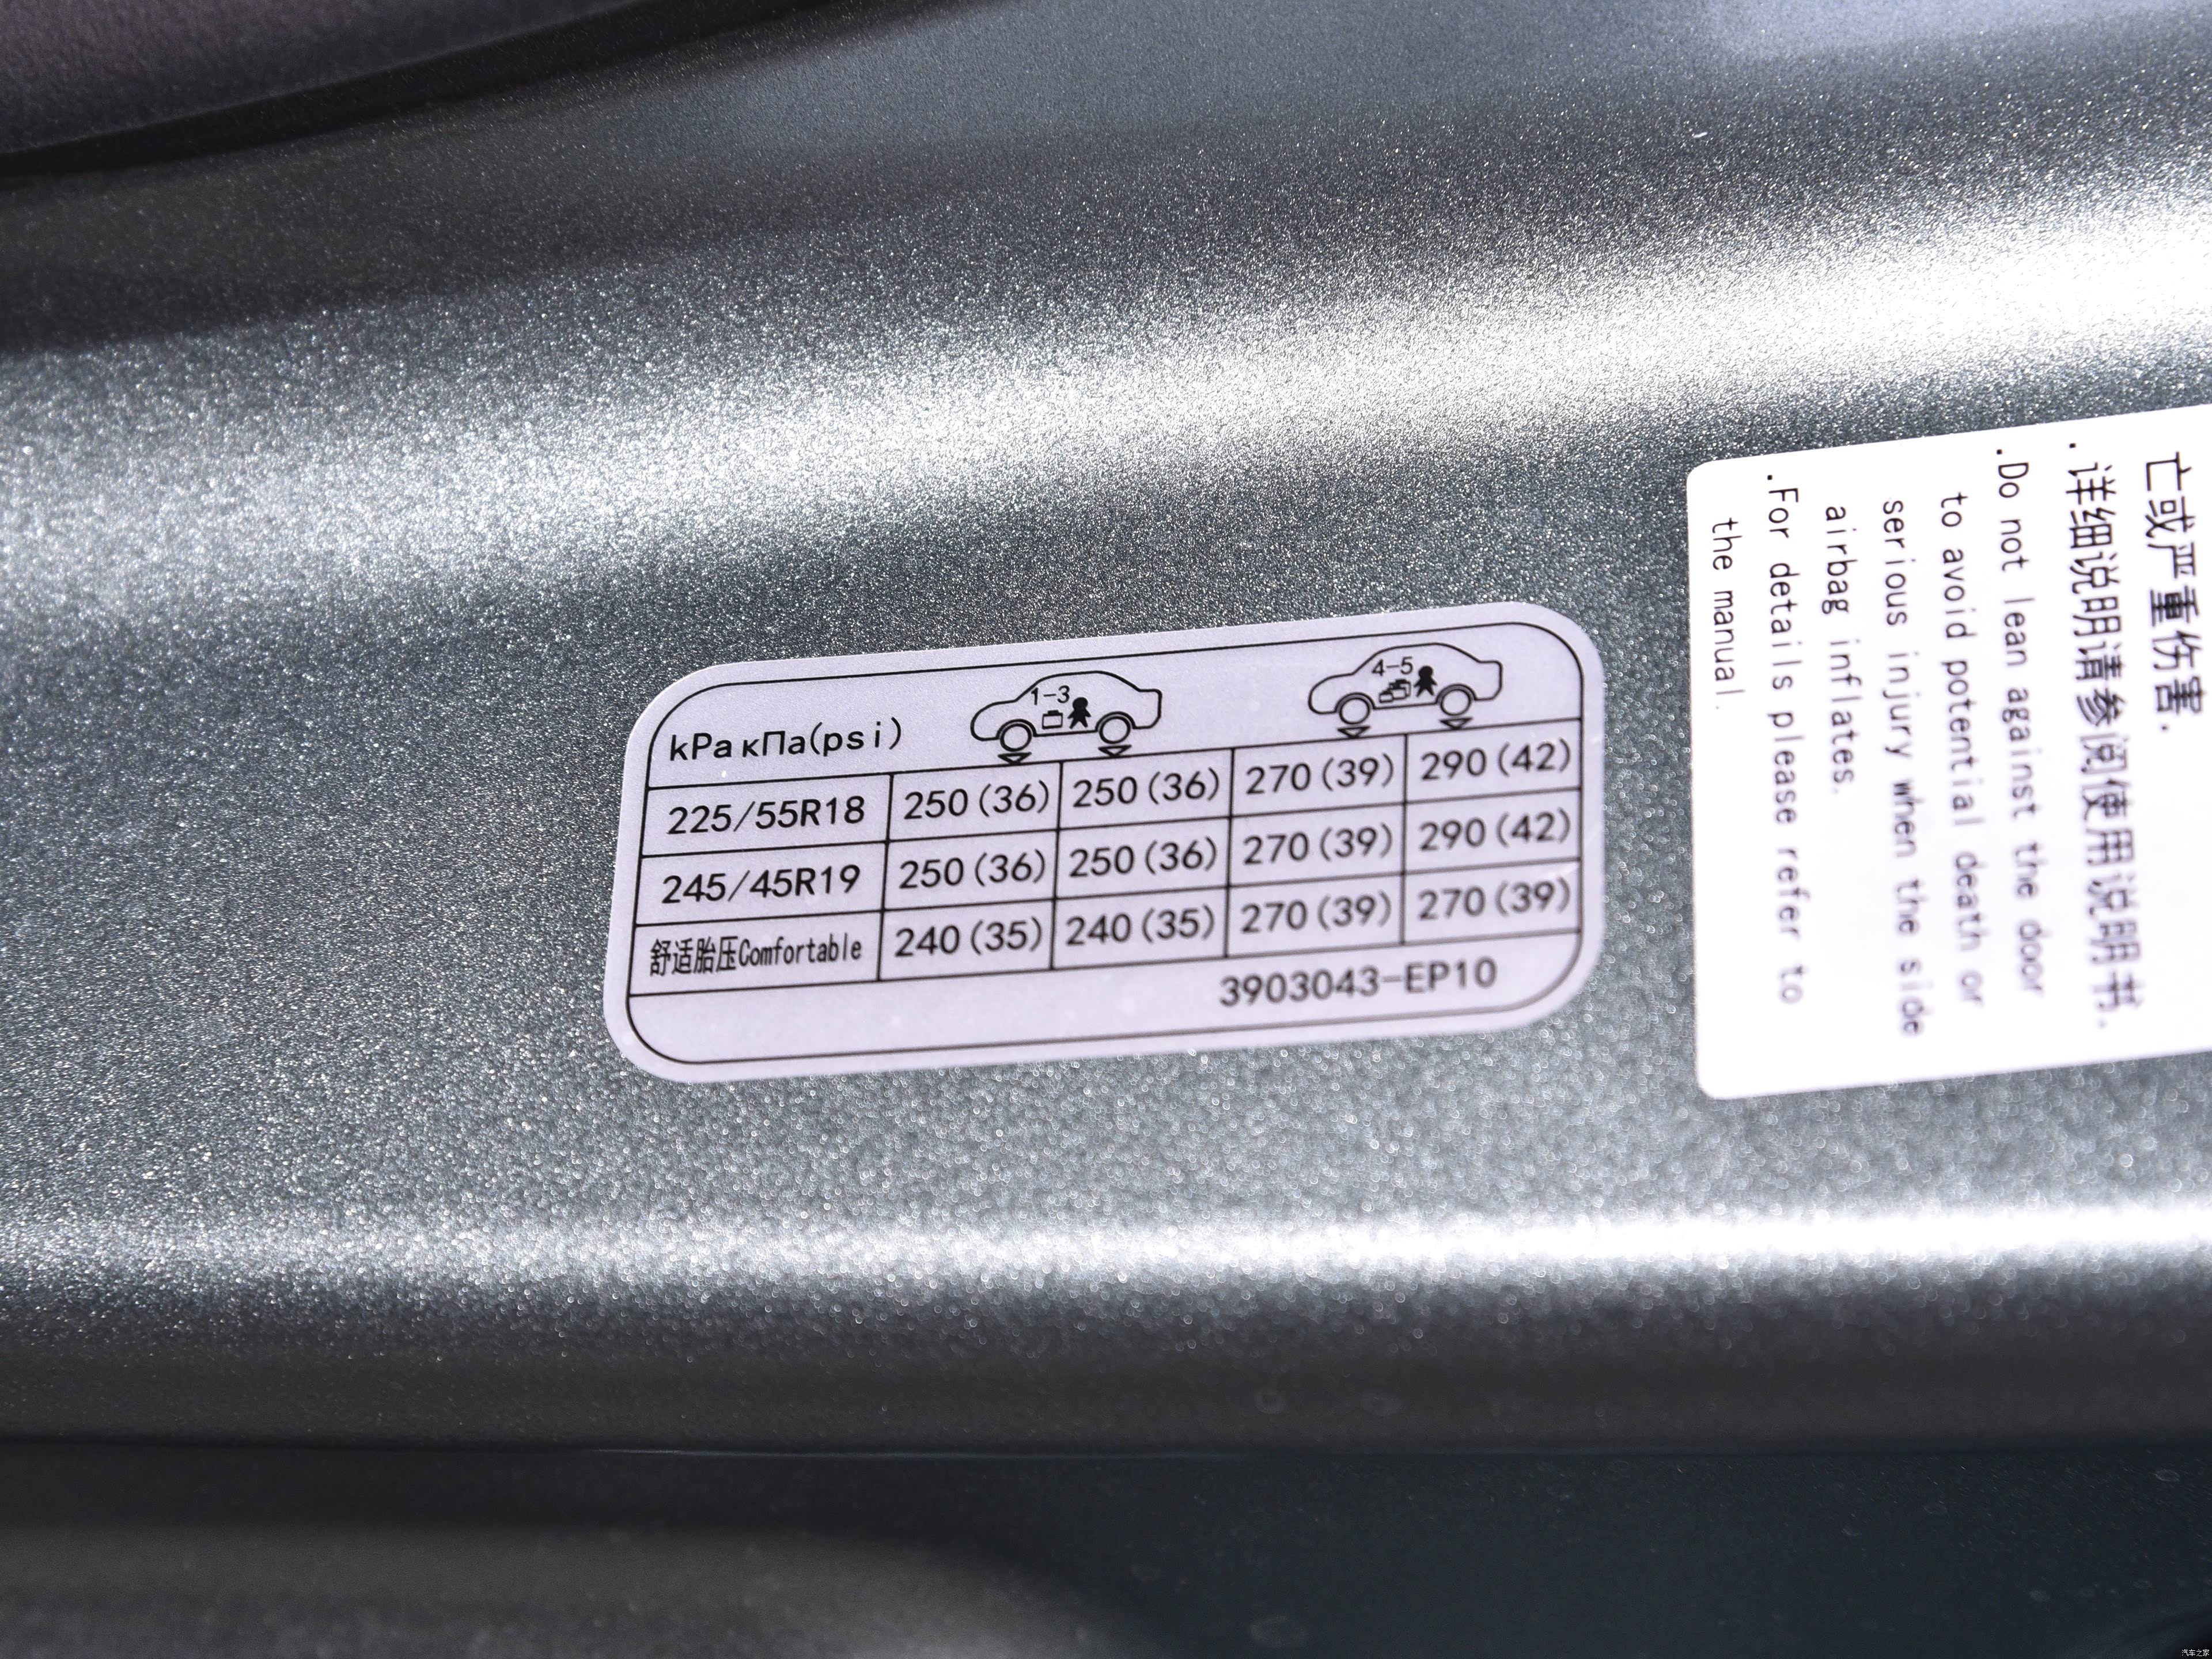 kPa кПа(psi) 1-3 4-5
225/55R18 250(36) 250(36) 270(39) 290(42)
245/45R19 250(36) 250(36) 270(39) 290(42)
舒适胎压Comfortable 240(35) 240(35) 270(39) 270(39)
3903043-EP10
亡或严重伤害.
.详细说明请参阅使用说明书.
.Do not lean against the door
to avoid potential death or
serious injury when the side
airbag inflates.
.For details please refer to
the manual.
汽车之家